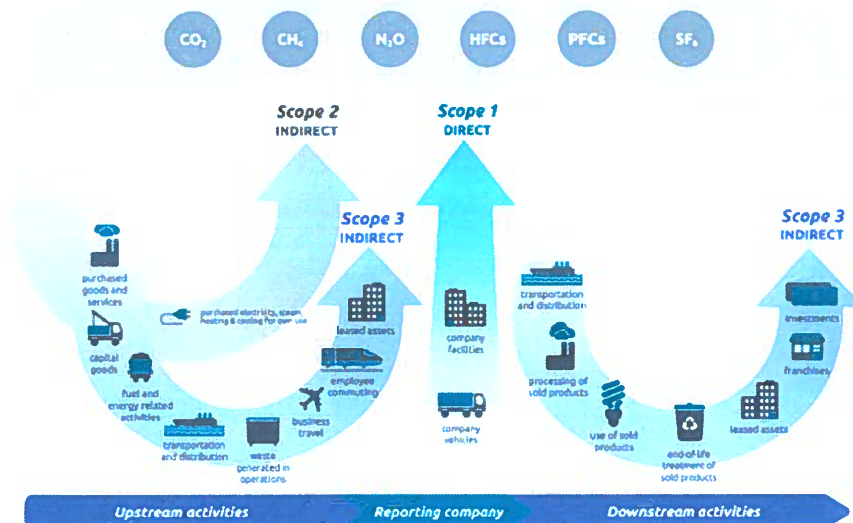 CO₂
CH₄
N₂O
HFCs
PFCs
SF₆
Scope 2
INDIRECT
Scope 1
DIRECT
Scope 3
INDIRECT
Scope 3
INDIRECT
purchased
goods and
services
capital
goods
fuel and
energy related
activities
transportation
and distribution
waste
generated in
operations
business
travel
employee
commuting
leased assets
purchased electricity, steam,
heating & cooling for own use
company
facilities
company
vehicles
transportation
and distribution
processing of
sold products
use of sold
products
end-of-life
treatment of
sold products
leased assets
franchises
investments
Upstream activities
Reporting company
Downstream activities